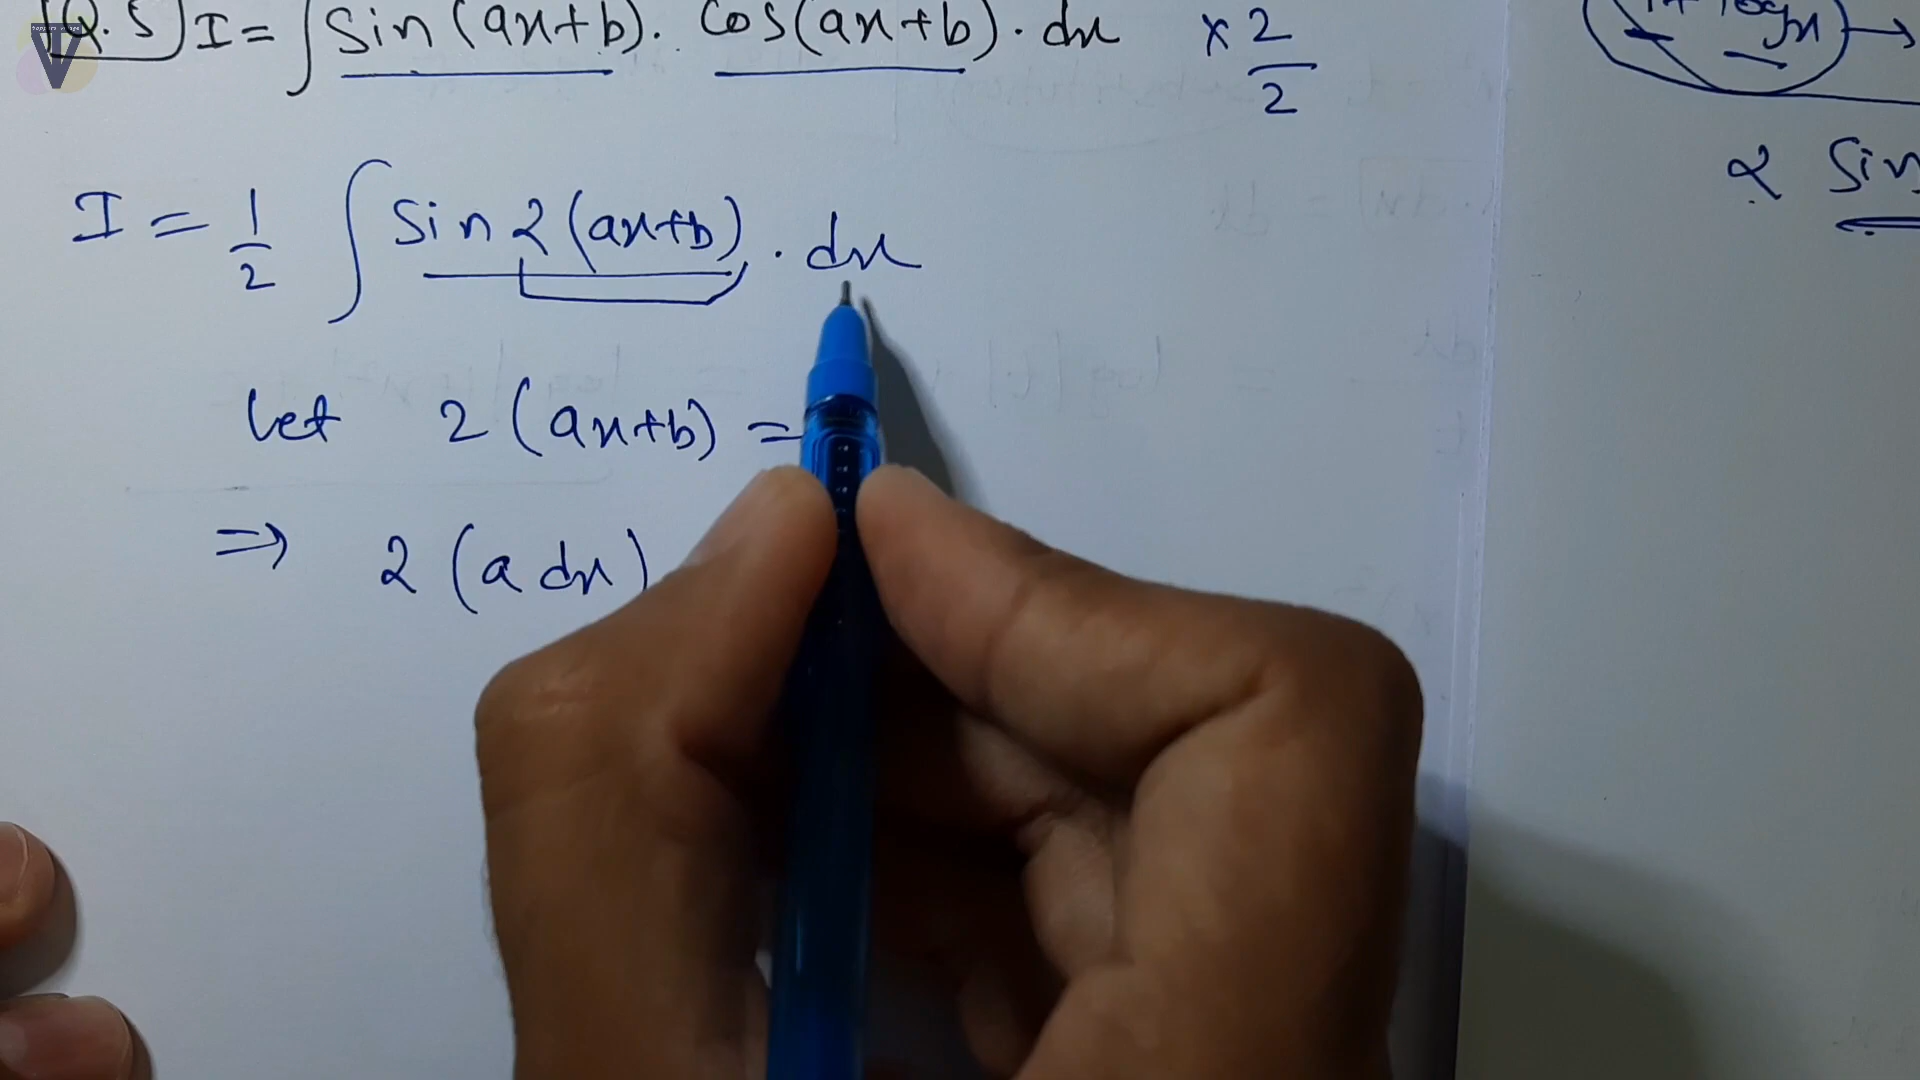 Q.5 I = ∫ Sin (ax+b). Cos(ax+b). dx × 2/2
I = 1/2 ∫ Sin 2 (ax+b) . dx
let 2 (ax+b) =
⇒ 2 (a dx)
2 Sin